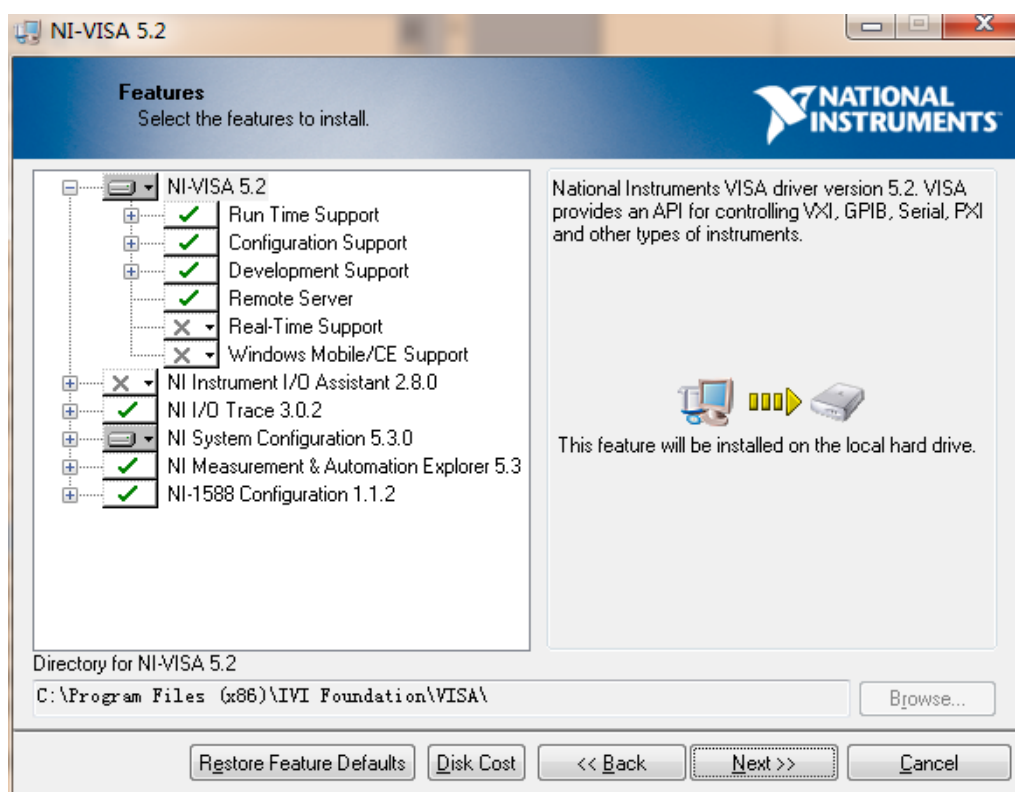 NI-VISA 5.2
Features
Select the features to install.
NATIONAL
INSTRUMENTS
NI-VISA 5.2
Run Time Support
Configuration Support
Development Support
Remote Server
Real-Time Support
Windows Mobile/CE Support
NI Instrument I/O Assistant 2.8.0
NI I/O Trace 3.0.2
NI System Configuration 5.3.0
NI Measurement & Automation Explorer 5.3
NI-1588 Configuration 1.1.2
National Instruments VISA driver version 5.2. VISA
provides an API for controlling VXI, GPIB, Serial, PXI
and other types of instruments.
This feature will be installed on the local hard drive.
Directory for NI-VISA 5.2
C:\Program Files (x86)\IVI Foundation\VISA\
Browse...
Restore Feature Defaults
Disk Cost
<< Back
Next >>
Cancel